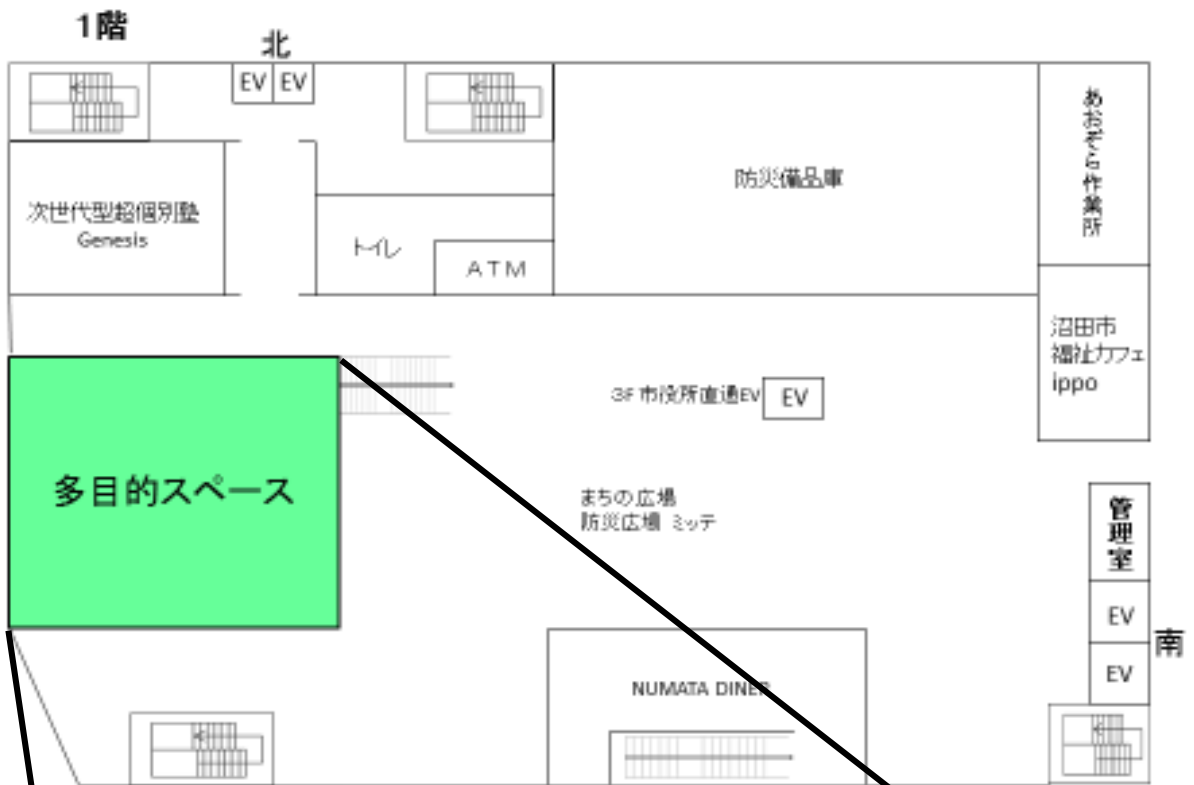 1階
北
EV EV
次世代型超個別塾
Genesis
トイレ
ATM
防災備品庫
あおぞら作業所
沼田市
福祉カフェ
ippo
3F 市役所直通EV EV
多目的スペース
まちの広場
防災広場 ミッテ
管理室
EV
EV
南
NUMATA DINER